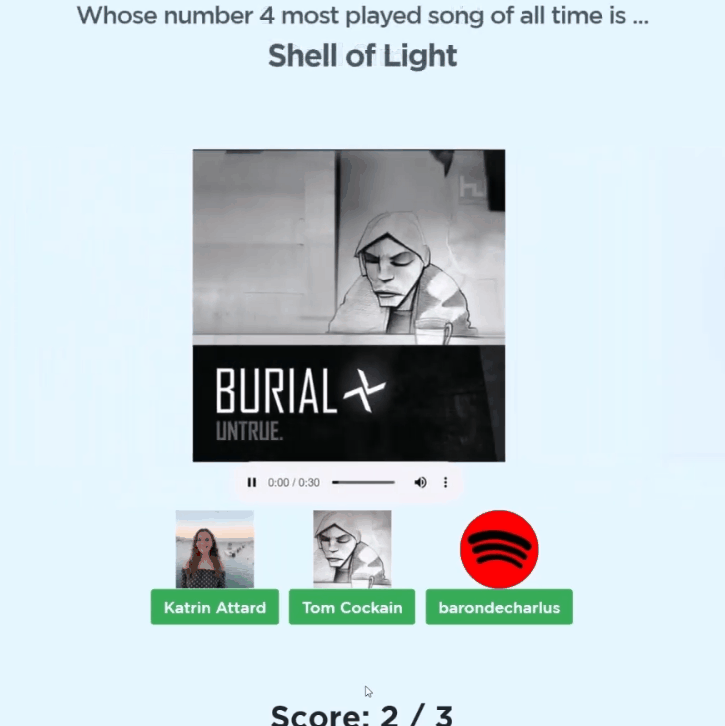 Whose number 4 most played song of all time is ...
Shell of Light
BURIAL
UNTRUE.
0:00 / 0:30
Katrin Attard
Tom Cockain
barondecharlus
Score: 2 / 3